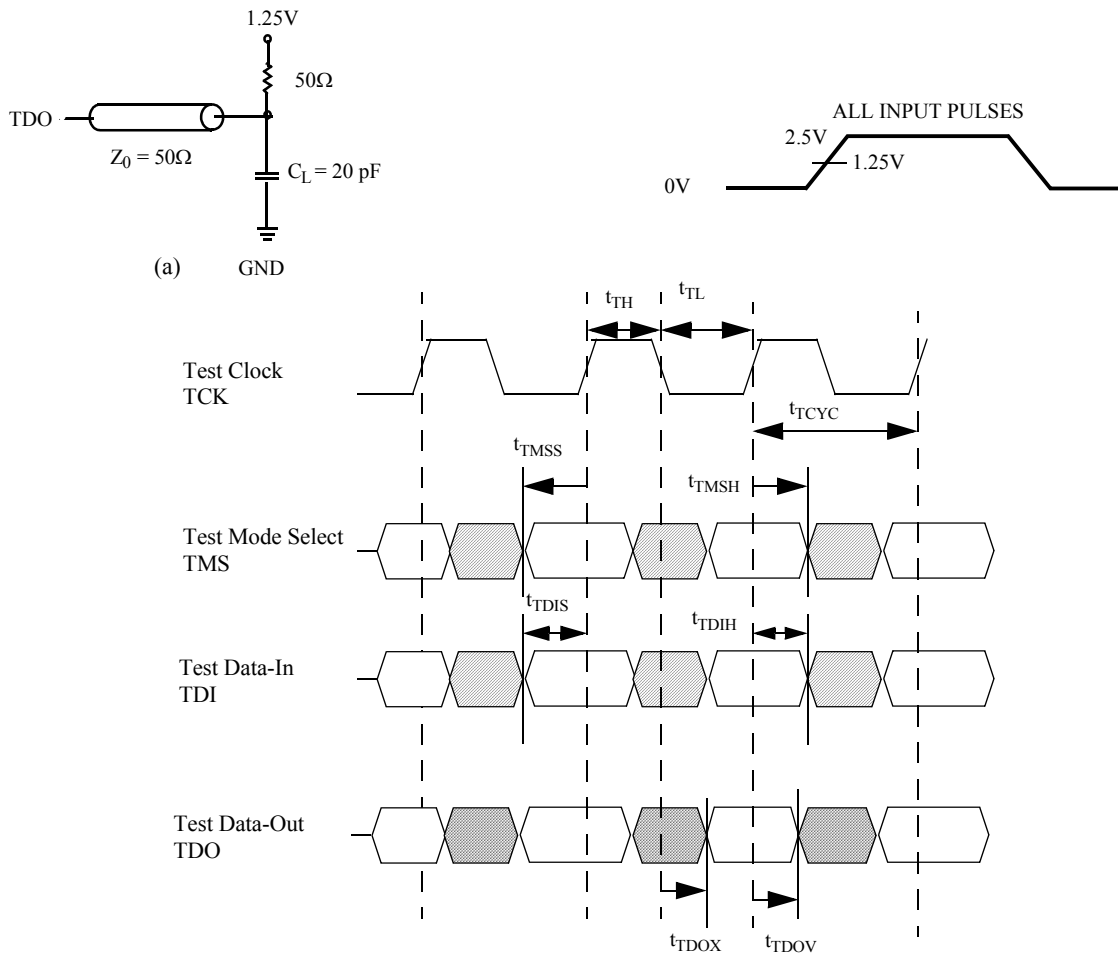 1.25V
50Ω
TDO
Z0 = 50Ω
CL = 20 pF
(a)
GND
ALL INPUT PULSES
2.5V
1.25V
0V
tTH
tTL
Test Clock
TCK
tTCYC
tTMSS
tTMSH
Test Mode Select
TMS
tTDIS
tTDIH
Test Data-In
TDI
Test Data-Out
TDO
tTDOX
tTDOV